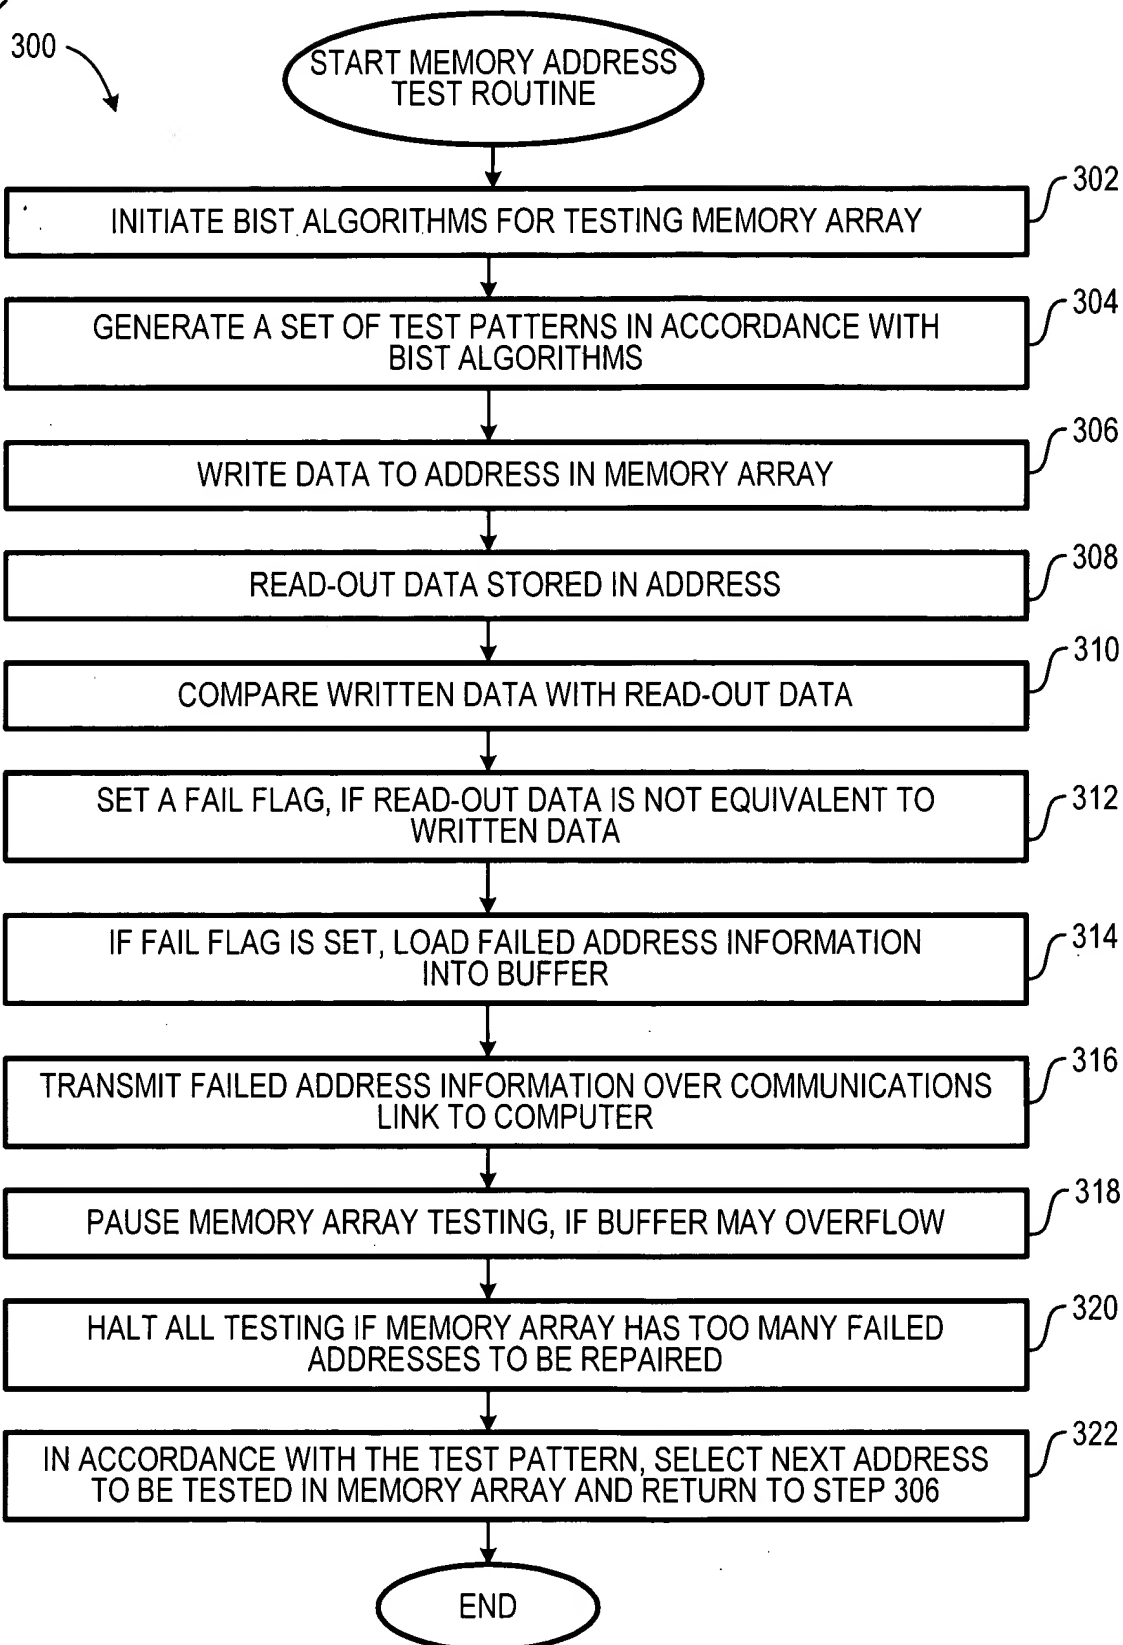 300
START MEMORY ADDRESS
TEST ROUTINE
302
INITIATE BIST ALGORITHMS FOR TESTING MEMORY ARRAY
304
GENERATE A SET OF TEST PATTERNS IN ACCORDANCE WITH
BIST ALGORITHMS
306
WRITE DATA TO ADDRESS IN MEMORY ARRAY
308
READ-OUT DATA STORED IN ADDRESS
310
COMPARE WRITTEN DATA WITH READ-OUT DATA
312
SET A FAIL FLAG, IF READ-OUT DATA IS NOT EQUIVALENT TO
WRITTEN DATA
314
IF FAIL FLAG IS SET, LOAD FAILED ADDRESS INFORMATION
INTO BUFFER
316
TRANSMIT FAILED ADDRESS INFORMATION OVER COMMUNICATIONS
LINK TO COMPUTER
318
PAUSE MEMORY ARRAY TESTING, IF BUFFER MAY OVERFLOW
320
HALT ALL TESTING IF MEMORY ARRAY HAS TOO MANY FAILED
ADDRESSES TO BE REPAIRED
322
IN ACCORDANCE WITH THE TEST PATTERN, SELECT NEXT ADDRESS
TO BE TESTED IN MEMORY ARRAY AND RETURN TO STEP 306
END